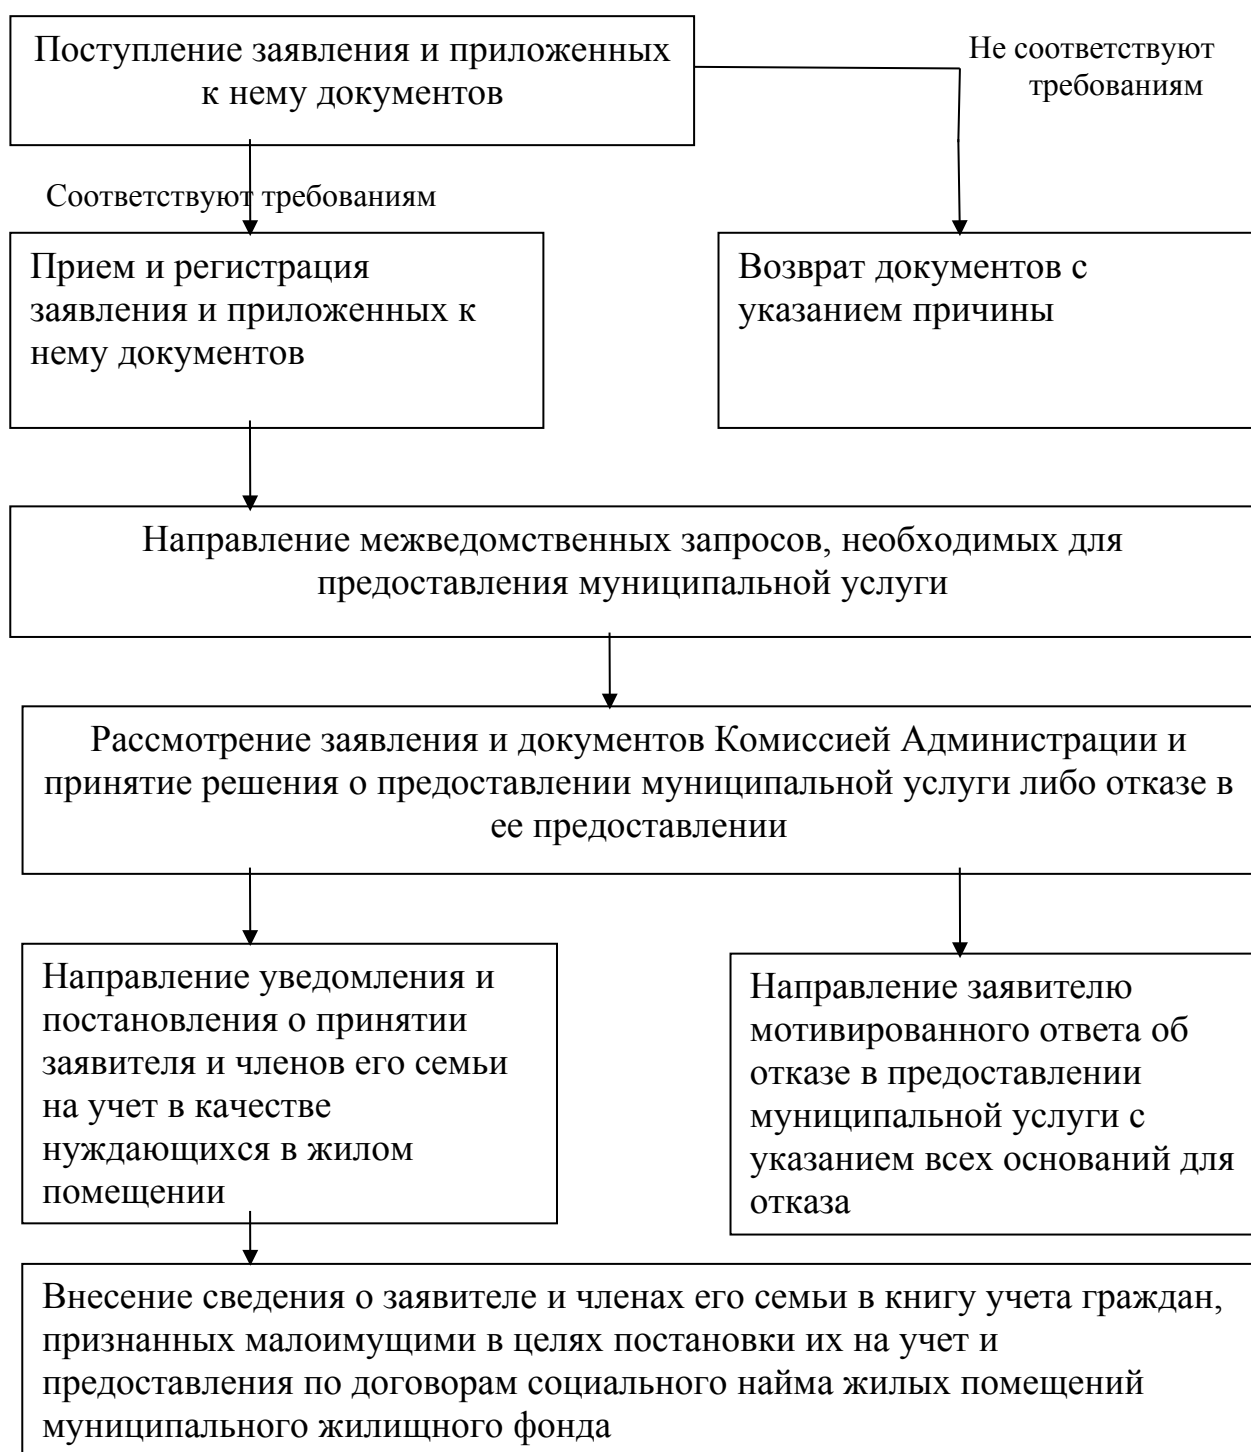 Поступление заявления и приложенных
к нему документов
Не соответствуют
требованиям
Соответствуют требованиям
Прием и регистрация
заявления и приложенных к
нему документов
Возврат документов с
указанием причины
Направление межведомственных запросов, необходимых для
предоставления муниципальной услуги
Рассмотрение заявления и документов Комиссией Администрации и
принятие решения о предоставлении муниципальной услуги либо отказе в
ее предоставлении
Направление уведомления и
постановления о принятии
заявителя и членов его семьи
на учет в качестве
нуждающихся в жилом
помещении
Направление заявителю
мотивированного ответа об
отказе в предоставлении
муниципальной услуги с
указанием всех оснований для
отказа
Внесение сведения о заявителе и членах его семьи в книгу учета граждан,
признанных малоимущими в целях постановки их на учет и
предоставления по договорам социального найма жилых помещений
муниципального жилищного фонда